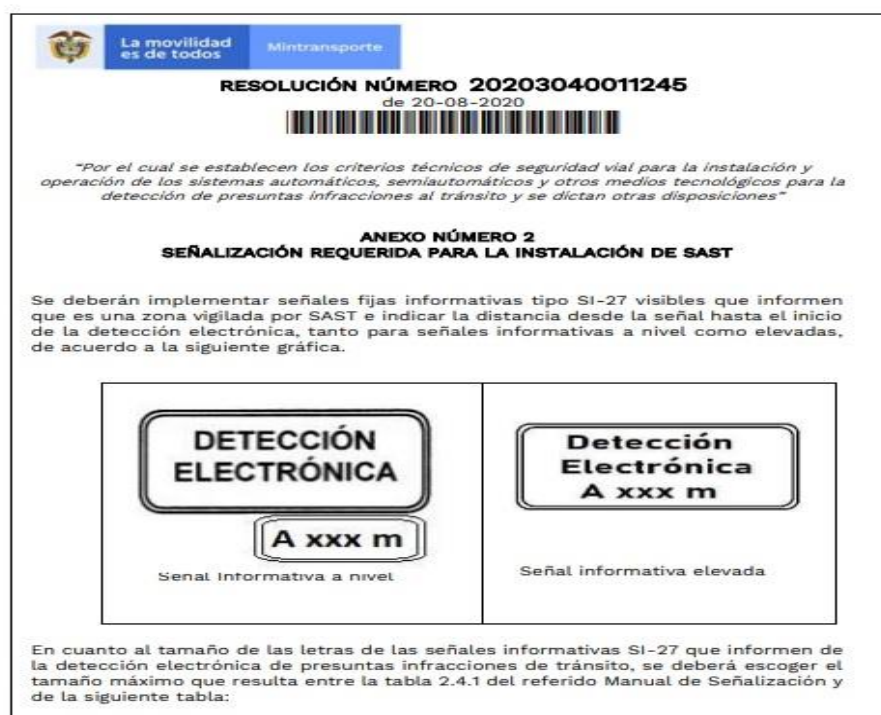 La movilidad
es de todos
Mintransporte
RESOLUCIÓN NÚMERO 20203040011245
de 20-08-2020
“Por el cual se establecen los criterios técnicos de seguridad vial para la instalación y
operación de los sistemas automáticos, semiautomáticos y otros medios tecnológicos para la
detección de presuntas infracciones al tránsito y se dictan otras disposiciones”
ANEXO NÚMERO 2
SEÑALIZACIÓN REQUERIDA PARA LA INSTALACIÓN DE SAST
Se deberán implementar señales fijas informativas tipo SI-27 visibles que informen
que es una zona vigilada por SAST e indicar la distancia desde la señal hasta el inicio
de la detección electrónica, tanto para señales informativas a nivel como elevadas,
de acuerdo a la siguiente gráfica.
DETECCIÓN
ELECTRÓNICA
A xxx m
Señal Informativa a nivel
Detección
Electrónica
A xxx m
Señal informativa elevada
En cuanto al tamaño de las letras de las señales informativas SI-27 que informen de
la detección electrónica de presuntas infracciones de tránsito, se deberá escoger el
tamaño máximo que resulta entre la tabla 2.4.1 del referido Manual de Señalización y
de la siguiente tabla: